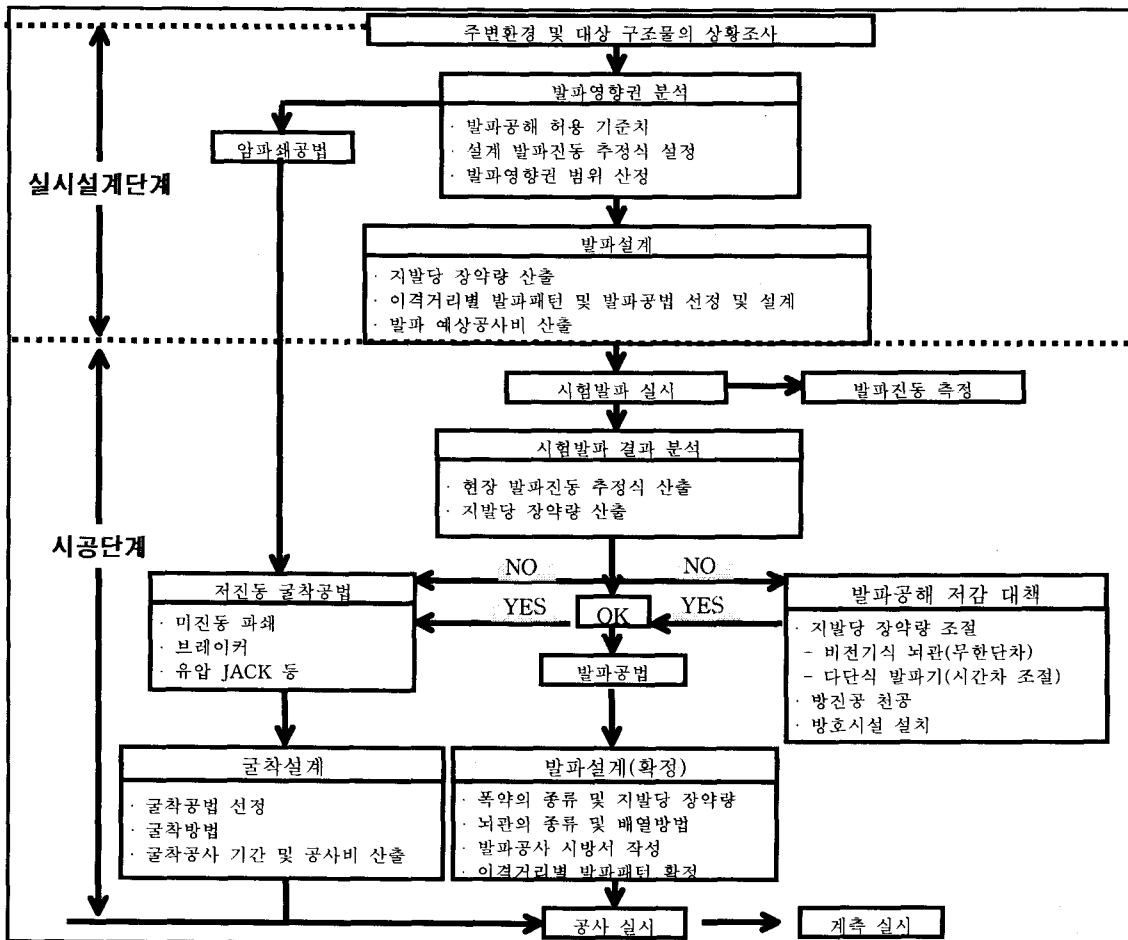 주변환경 및 대상 구조물의 상황조사
발파영향권 분석
· 발파공해 허용 기준치
· 설계 발파진동 추정식 설정
· 발파영향권 범위 산정
암파쇄공법
실시설계단계
발파설계
· 지발당 장약량 산출
· 이격거리별 발파패턴 및 발파공법 선정 및 설계
· 발파 예상공사비 산출
시험발파 실시
발파진동 측정
시험발파 결과 분석
· 현장 발파진동 추정식 산출
· 지발당 장약량 산출
시공단계
NO
NO
저진동 굴착공법
· 미진동 파쇄
· 브레이커
· 유압 JACK 등
YES
OK
YES
발파공해 저감 대책
· 지발당 장약량 조절
- 비전기식 뇌관(무한단차)
- 다단식 발파기(시간차 조절)
· 방진공 천공
· 방호시설 설치
발파공법
굴착설계
· 굴착공법 선정
· 굴착방법
· 굴착공사 기간 및 공사비 산출
발파설계(확정)
· 폭약의 종류 및 지발당 장약량
· 뇌관의 종류 및 배열방법
· 발파공사 시방서 작성
· 이격거리별 발파패턴 확정
공사 실시
계측 실시